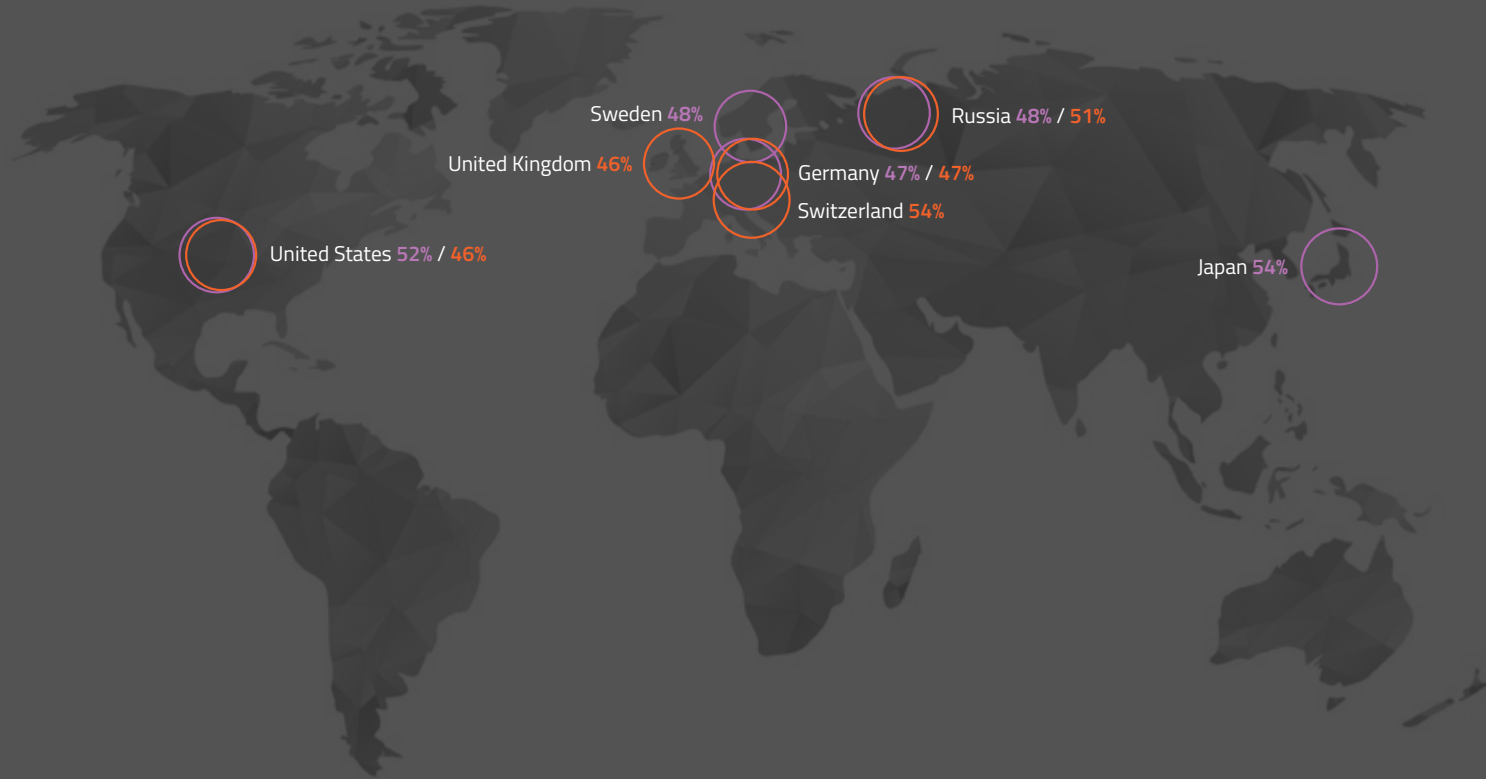 Sweden 48%
Russia 48% / 51%
United Kingdom 46%
Germany 47% / 47%
Switzerland 54%
United States 52% / 46%
Japan 54%